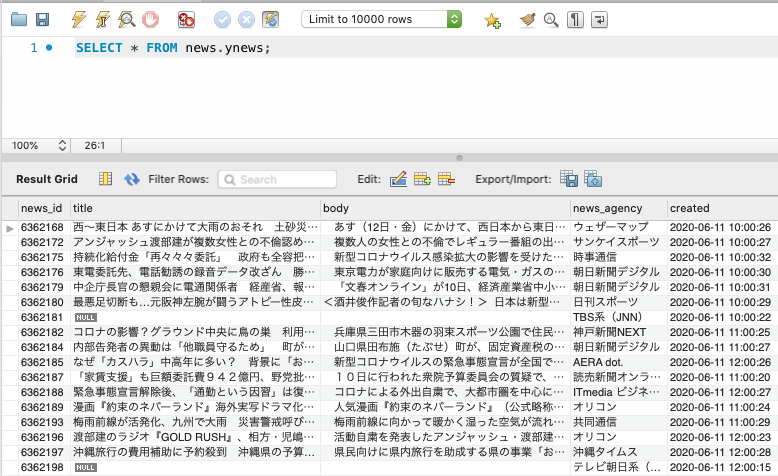 Limit to 10000 rows
1 SELECT * FROM news.ynews;
100% 26:1
Result Grid Filter Rows: Search Edit: Export/Import:
news_id title body news_agency created
6362168 西〜東日本 あすにかけて大雨のおそれ 土砂災… あす（12日・金）にかけて、西日本から東日… ウェザーマップ 2020-06-11 10:00:26
6362172 アンジャッシュ渡部建が複数女性との不倫認め… 複数人の女性との不倫でレギュラー番組の出… サンケイスポーツ 2020-06-11 10:00:27
6362175 持続化給付金「再々々々委託」 政府も全容把… 新型コロナウイルス感染拡大の影響を受けた… 時事通信 2020-06-11 10:00:32
6362176 東電委託先、電話勧誘の録音データ改ざん 勝… 東京電力が家庭向けに販売する電気・ガスの… 朝日新聞デジタル 2020-06-11 10:00:30
6362179 中企庁長官の懇親会に電通関係者 経産省、報… 「文春オンライン」が10日、経済産業省中小… 朝日新聞デジタル 2020-06-11 10:00:31
6362180 最悪足切断も…元阪神左腕が闘うアトピー性皮… ＜酒井俊作記者の旬なハナシ！＞ 日本は新型… 日刊スポーツ 2020-06-11 10:00:29
6362181 NULL TBS系（JNN） 2020-06-11 10:00:22
6362182 コロナの影響？グラウンド中央に鳥の巣 利用… 兵庫県三田市木器の羽束スポーツ公園で住民… 神戸新聞NEXT 2020-06-11 11:00:25
6362184 内部告発者の異動は「他職員守るため」 町が… 山口県田布施（たぶせ）町が、固定資産税の… 朝日新聞デジタル 2020-06-11 11:00:27
6362185 なぜ「カスハラ」中高年に多い？ 背景に「お… 新型コロナウイルスの緊急事態宣言が全国で… AERA dot. 2020-06-11 12:00:26
6362187 「家賃支援」も巨額委託費９４２億円、野党批… １０日に行われた衆院予算委員会の質疑で、… 読売新聞オンラ… 2020-06-11 11:00:20
6362188 緊急事態宣言解除後、「通勤という因習」は復… コロナによる外出自粛で、大都市圏を中心に… ITmedia ビジネ… 2020-06-11 12:00:27
6362189 漫画『約束のネバーランド』海外実写ドラマ化… 人気漫画『約束のネバーランド』（公式略称… オリコン 2020-06-11 11:00:24
6362193 梅雨前線が活発化、九州で大雨 災害警戒呼び… 梅雨前線に向かって暖かく湿った空気が流れ… 共同通信 2020-06-11 11:00:29
6362196 渡部建のラジオ『GOLD RUSH』、相方・児嶋… 活動自粛を発表したアンジャッシュ・渡部建… オリコン 2020-06-11 12:00:23
6362197 沖縄旅行の費用補助に予約殺到 沖縄県の予算… 県民向けに県内旅行を助成する県の事業「お… 沖縄タイムス 2020-06-11 12:00:28
6362198 NULL テレビ朝日系（… 2020-06-11 12:00:15